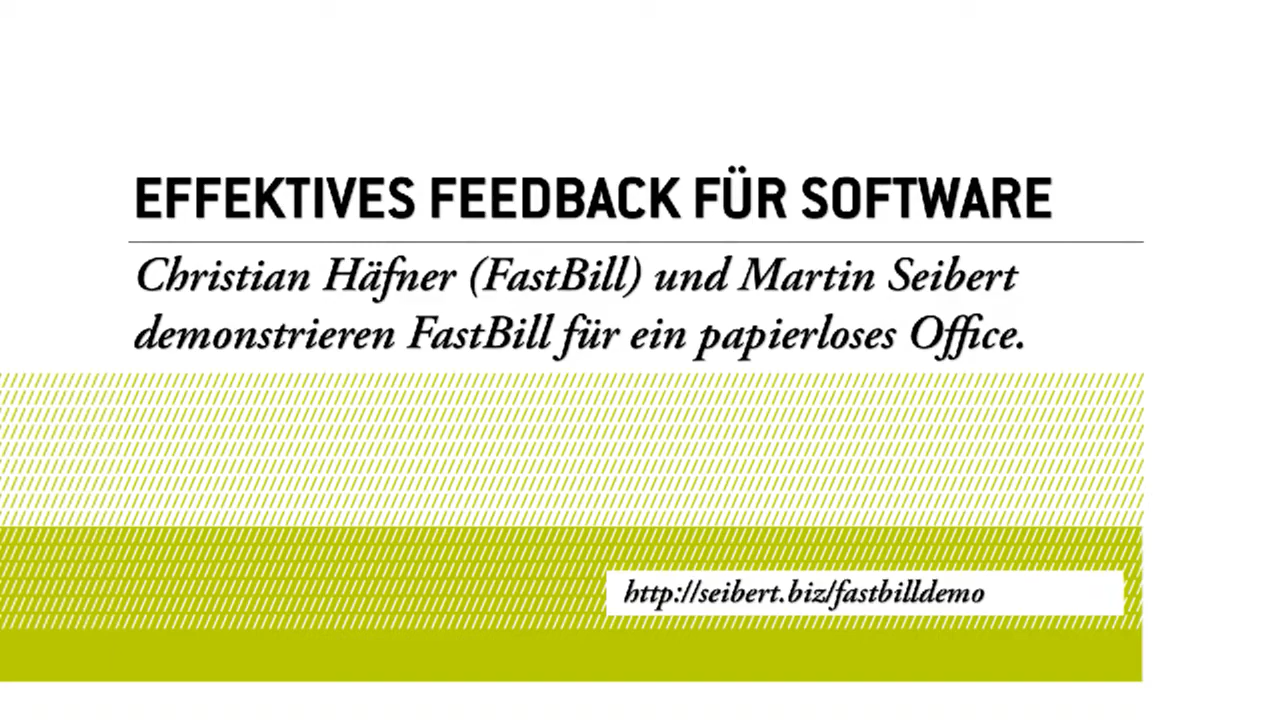 EFFEKTIVES FEEDBACK FÜR SOFTWARE
Christian Häfner (FastBill) und Martin Seibert
demonstrieren FastBill für ein papierloses Office.
http://seibert.biz/fastbilldemo